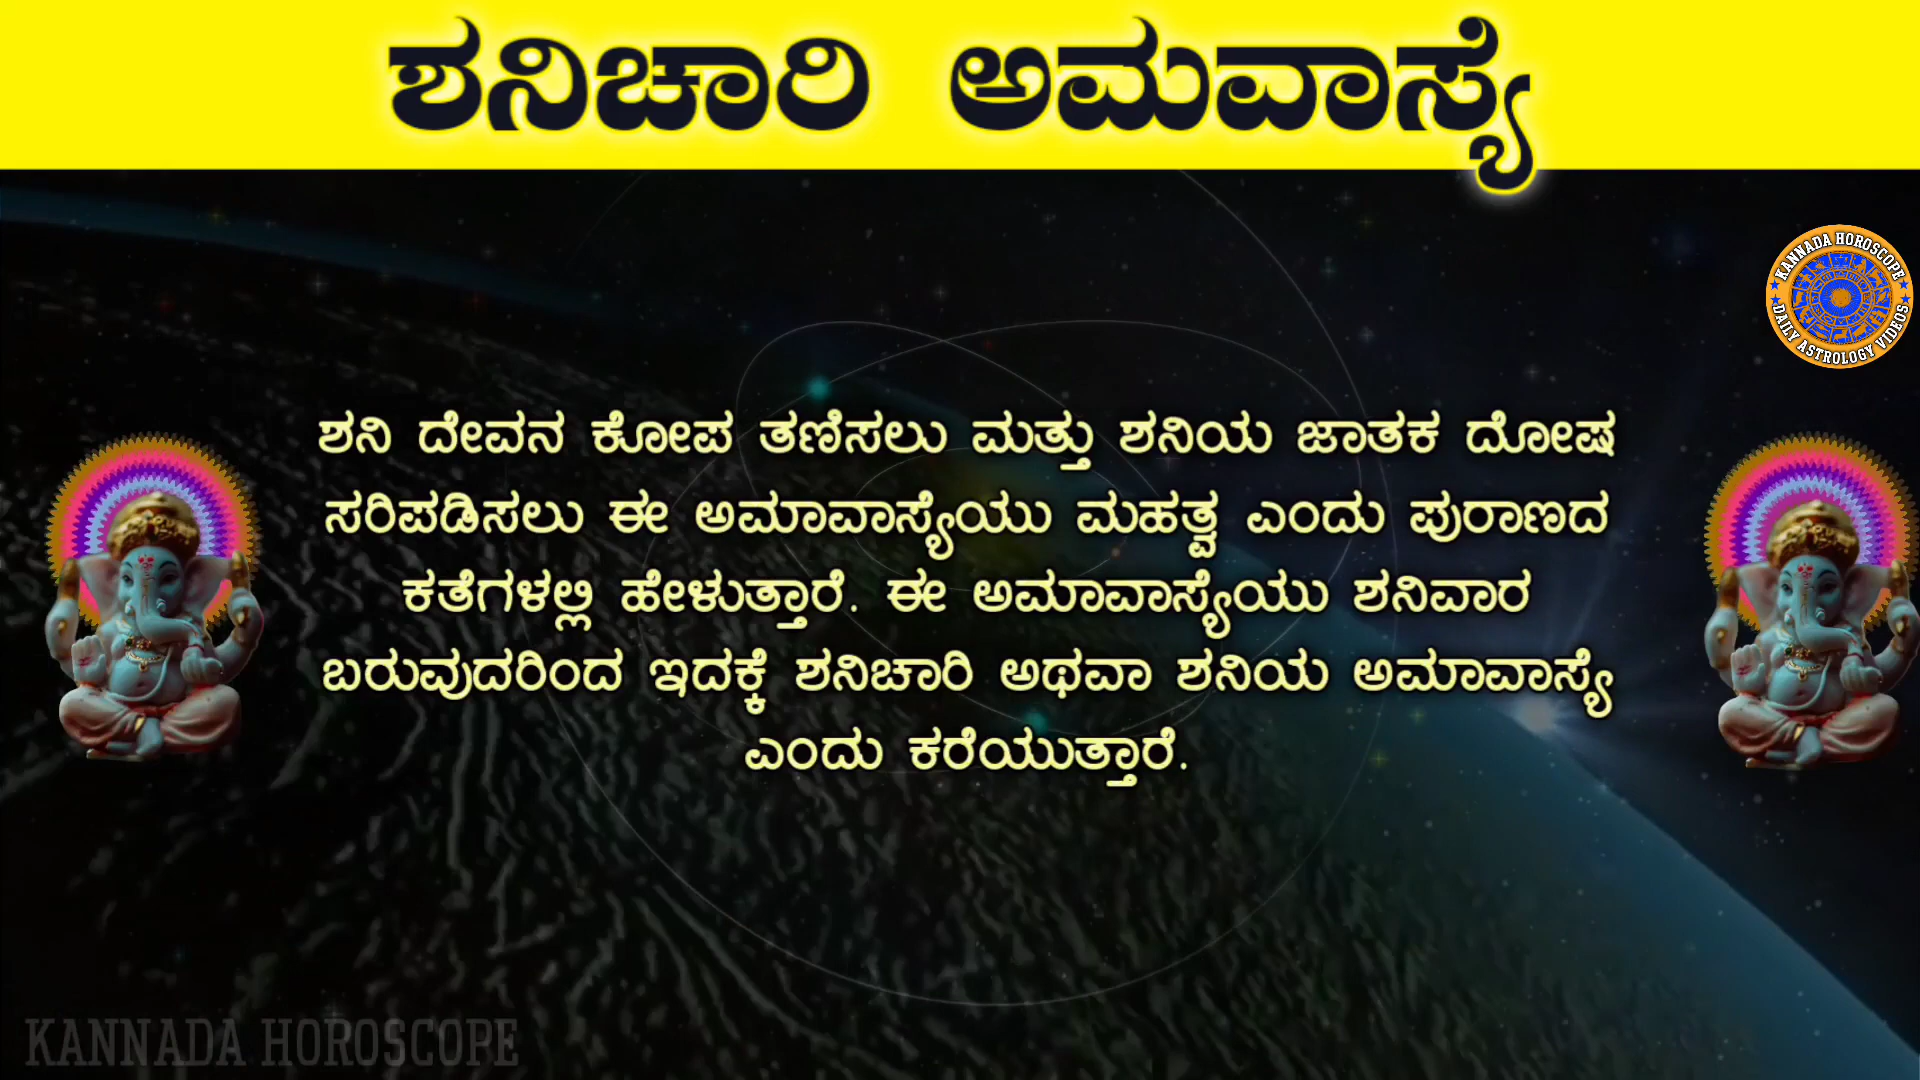 ಶನಿಚಾರಿ ಅಮವಾಸ್ಯೆ
KANNADA HOROSCOPE
DAILY ASTROLOGY VIDEOS
ಶನಿ ದೇವನ ಕೋಪ ತಣಿಸಲು ಮತ್ತು ಶನಿಯ ಜಾತಕ ದೋಷ
ಸರಿಪಡಿಸಲು ಈ ಅಮಾವಾಸ್ಯೆಯು ಮಹತ್ವ ಎಂದು ಪುರಾಣದ
ಕತೆಗಳಲ್ಲಿ ಹೇಳುತ್ತಾರೆ. ಈ ಅಮಾವಾಸ್ಯೆಯು ಶನಿವಾರ
ಬರುವುದರಿಂದ ಇದಕ್ಕೆ ಶನಿಚಾರಿ ಅಥವಾ ಶನಿಯ ಅಮಾವಾಸ್ಯೆ
ಎಂದು ಕರೆಯುತ್ತಾರೆ.
KANNADA HOROSCOPE